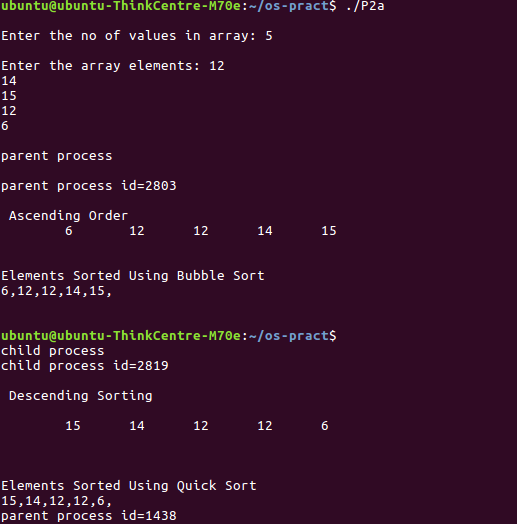 ubuntu@ubuntu-ThinkCentre-M70e:~/os-pract$ ./P2a
Enter the no of values in array: 5
Enter the array elements: 12
14
15
12
6
parent process
parent process id=2803
Ascending Order
6 12 12 14 15
Elements Sorted Using Bubble Sort
6,12,12,14,15,
ubuntu@ubuntu-ThinkCentre-M70e:~/os-pract$
child process
child process id=2819
Descending Sorting
15 14 12 12 6
Elements Sorted Using Quick Sort
15,14,12,12,6,
parent process id=1438